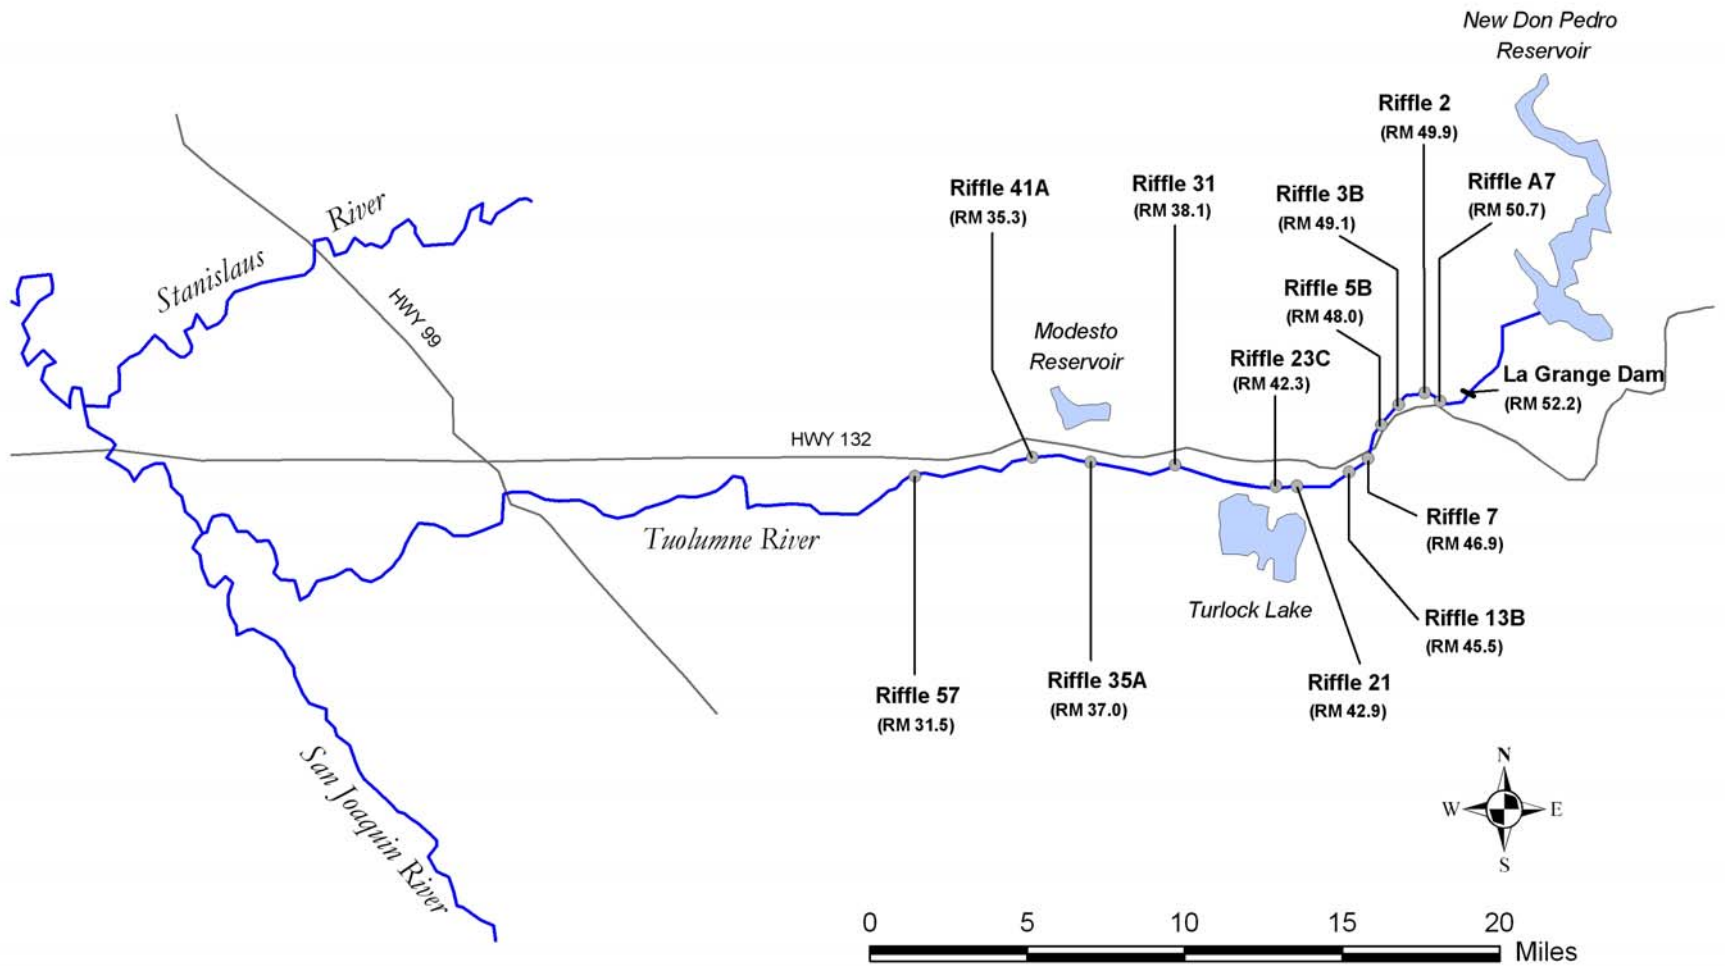 New Don Pedro
Reservoir
Riffle 2
(RM 49.9)
Riffle 41A
(RM 35.3)
Riffle 31
(RM 38.1)
Riffle 3B
(RM 49.1)
Riffle A7
(RM 50.7)
Stanislaus River
HWY 99
Riffle 5B
(RM 48.0)
Modesto
Reservoir
Riffle 23C
(RM 42.3)
La Grange Dam
(RM 52.2)
HWY 132
Tuolumne River
Riffle 7
(RM 46.9)
Turlock Lake
Riffle 13B
(RM 45.5)
Riffle 57
(RM 31.5)
Riffle 35A
(RM 37.0)
Riffle 21
(RM 42.9)
San Joaquin River
N
W E
S
0 5 10 15 20
Miles